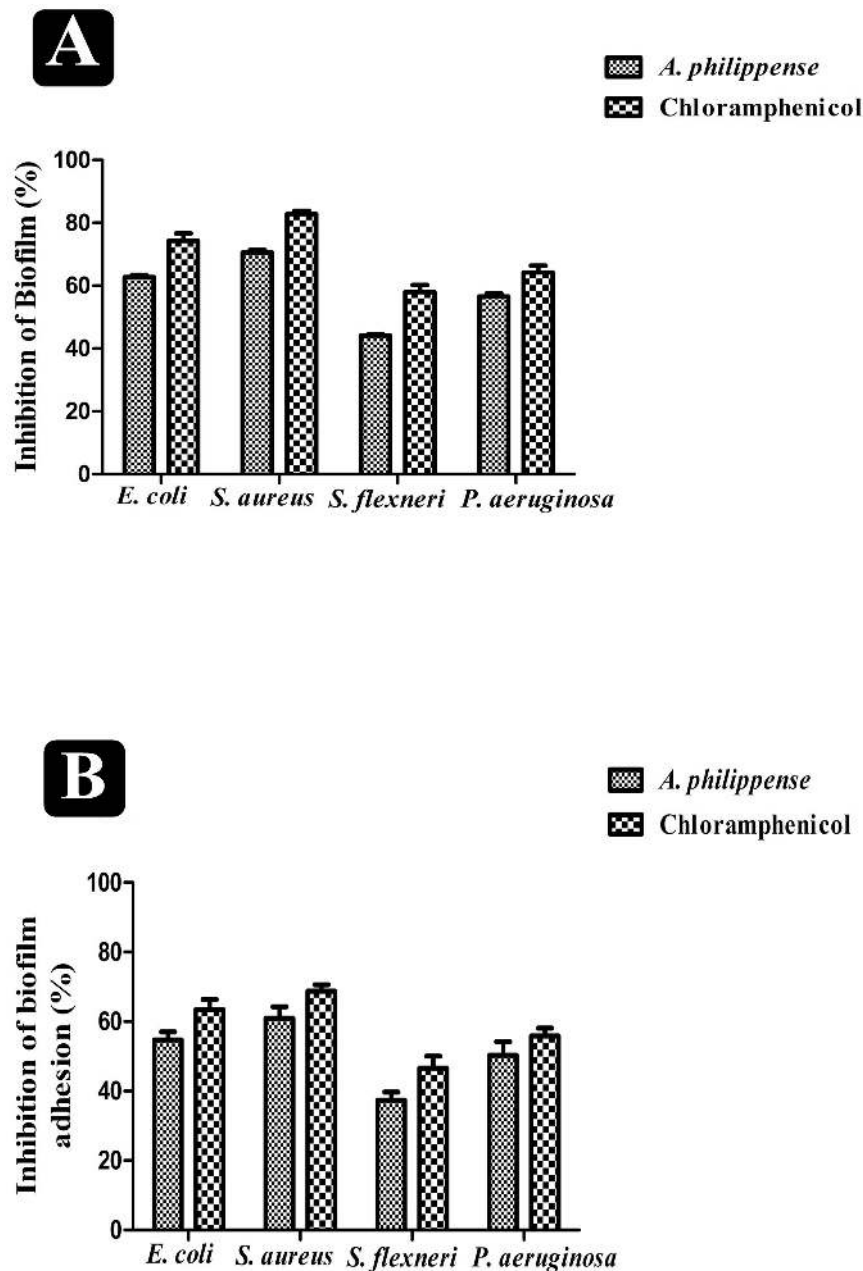 A
A. philippense
Chloramphenicol
Inhibition of Biofilm (%)
100
80
60
40
20
0
E. coli S. aureus S. flexneri P. aeruginosa
B
A. philippense
Chloramphenicol
Inhibition of biofilm
adhesion (%)
100
80
60
40
20
0
E. coli S. aureus S. flexneri P. aeruginosa